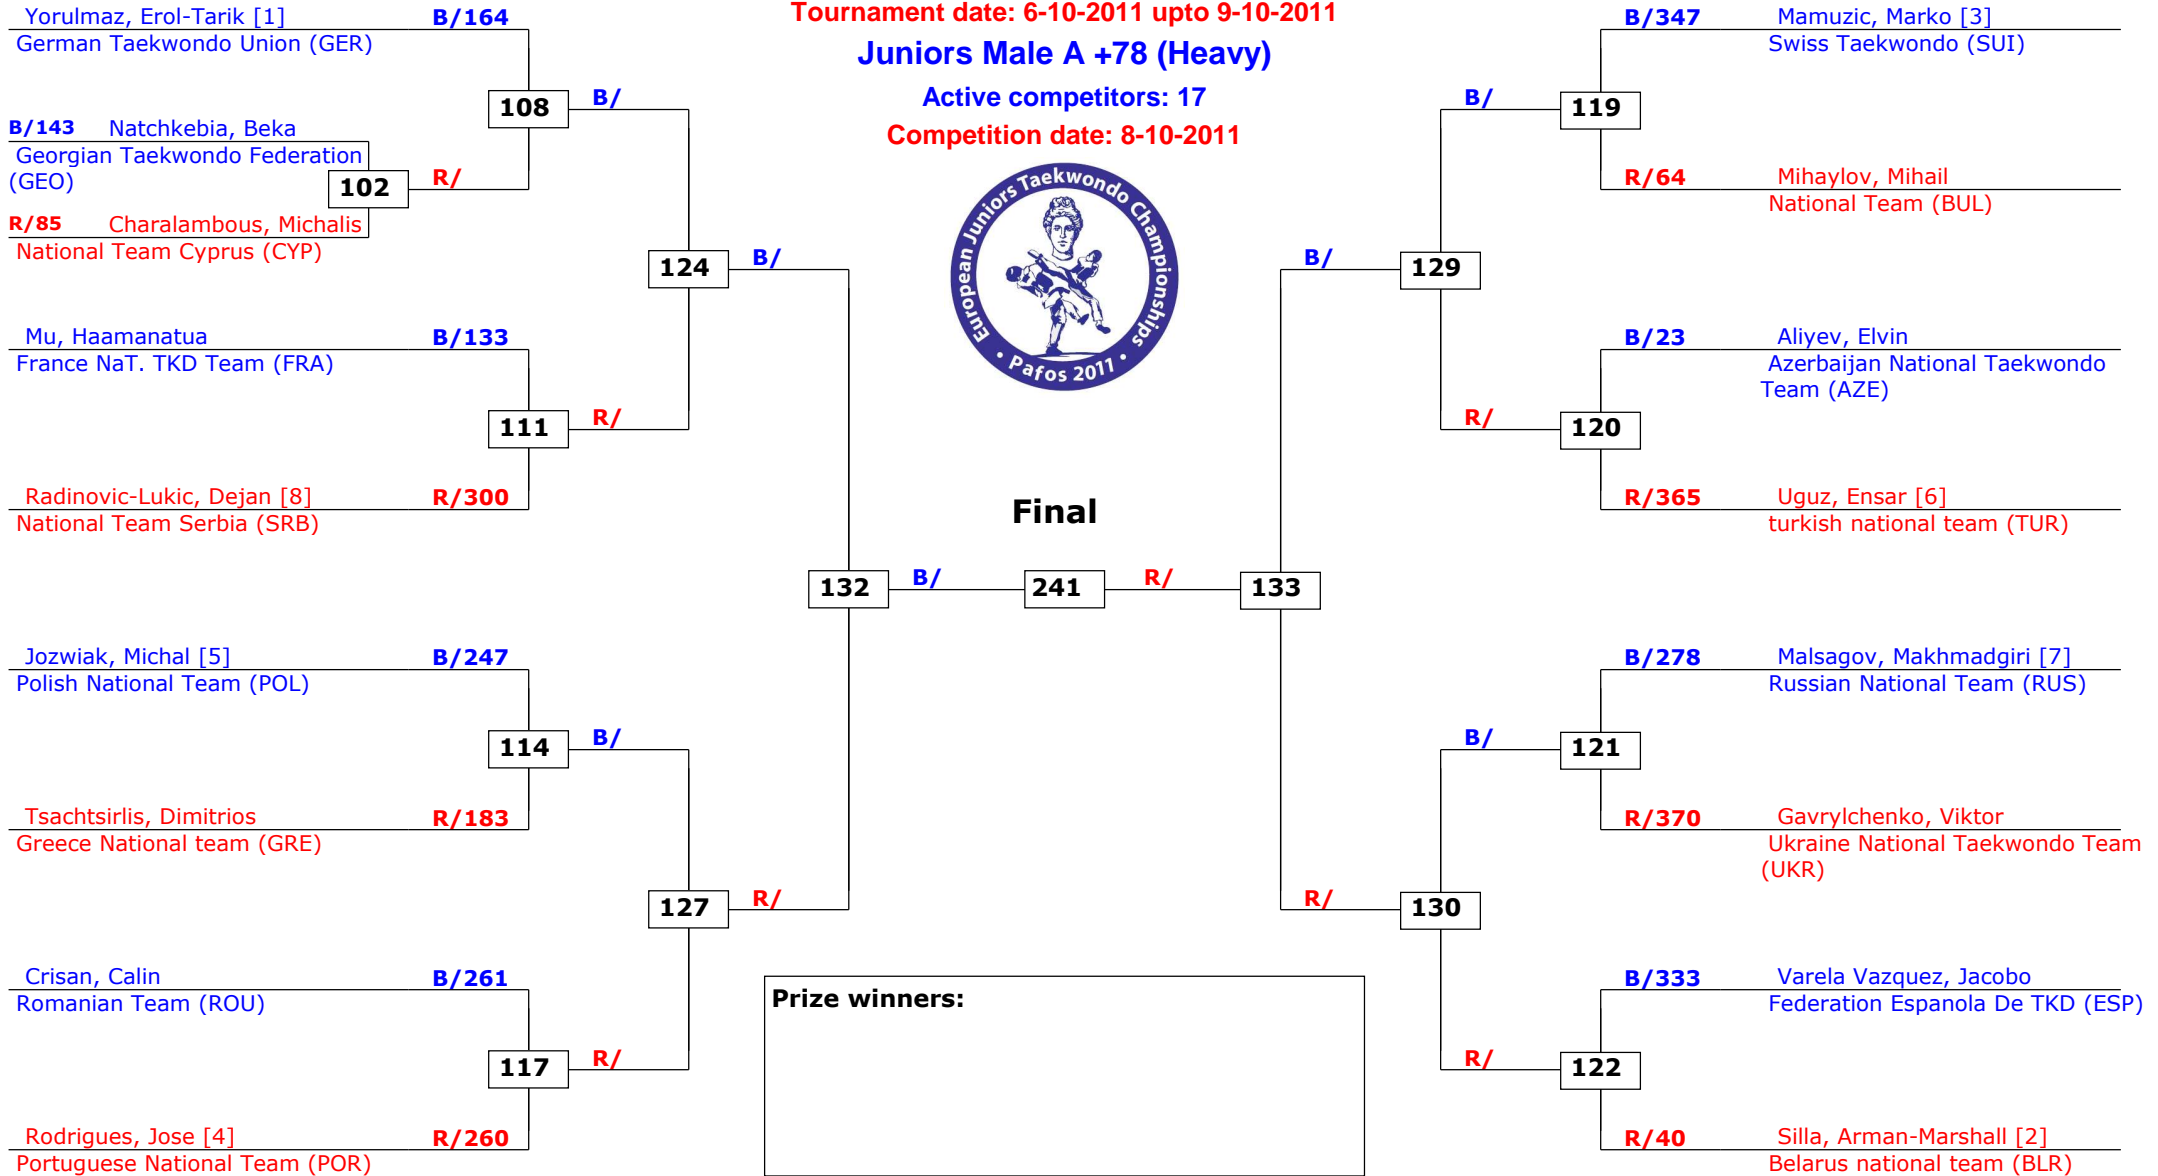 Tournament date: 6-10-2011 upto 9-10-2011
Juniors Male A +78 (Heavy)
Active competitors: 17
Competition date: 8-10-2011
European Juniors Taekwondo Championships
• Pafos 2011 •
Yorulmaz, Erol-Tarik [1] B/164
German Taekwondo Union (GER)
108 B/
B/143 Natchkebia, Beka
Georgian Taekwondo Federation
(GEO)
102 R/
R/85 Charalambous, Michalis
National Team Cyprus (CYP)
124 B/
Mu, Haamanatua B/133
France NaT. TKD Team (FRA)
111 R/
Radinovic-Lukic, Dejan [8] R/300
National Team Serbia (SRB)
Final
132 B/ 241 R/ 133
Jozwiak, Michal [5] B/247
Polish National Team (POL)
114 B/
Tsachtsirlis, Dimitrios R/183
Greece National team (GRE)
127 R/
Crisan, Calin B/261
Romanian Team (ROU)
117 R/
Rodrigues, Jose [4] R/260
Portuguese National Team (POR)
B/347 Mamuzic, Marko [3]
Swiss Taekwondo (SUI)
B/ 119
R/64 Mihaylov, Mihail
National Team (BUL)
B/ 129
B/23 Aliyev, Elvin
Azerbaijan National Taekwondo
Team (AZE)
R/ 120
R/365 Uguz, Ensar [6]
turkish national team (TUR)
B/278 Malsagov, Makhmadgiri [7]
Russian National Team (RUS)
B/ 121
R/370 Gavrylchenko, Viktor
Ukraine National Taekwondo Team
(UKR)
R/ 130
B/333 Varela Vazquez, Jacobo
Federation Espanola De TKD (ESP)
R/ 122
R/40 Silla, Arman-Marshall [2]
Belarus national team (BLR)
Prize winners: